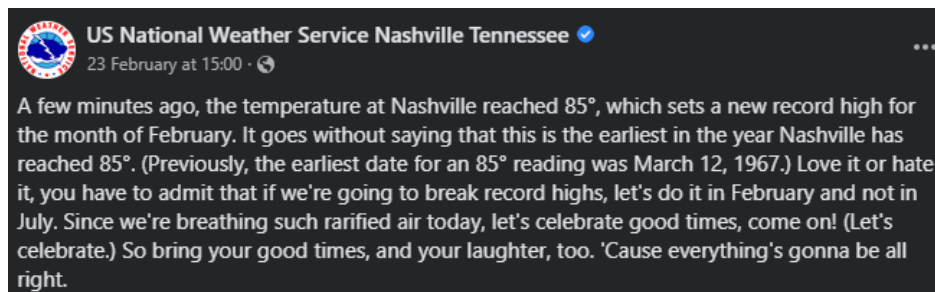 US National Weather Service Nashville Tennessee
23 February at 15:00 ·
A few minutes ago, the temperature at Nashville reached 85°, which sets a new record high for
the month of February. It goes without saying that this is the earliest in the year Nashville has
reached 85°. (Previously, the earliest date for an 85° reading was March 12, 1967.) Love it or hate
it, you have to admit that if we're going to break record highs, let's do it in February and not in
July. Since we're breathing such rarified air today, let's celebrate good times, come on! (Let's
celebrate.) So bring your good times, and your laughter, too. 'Cause everything's gonna be all
right.